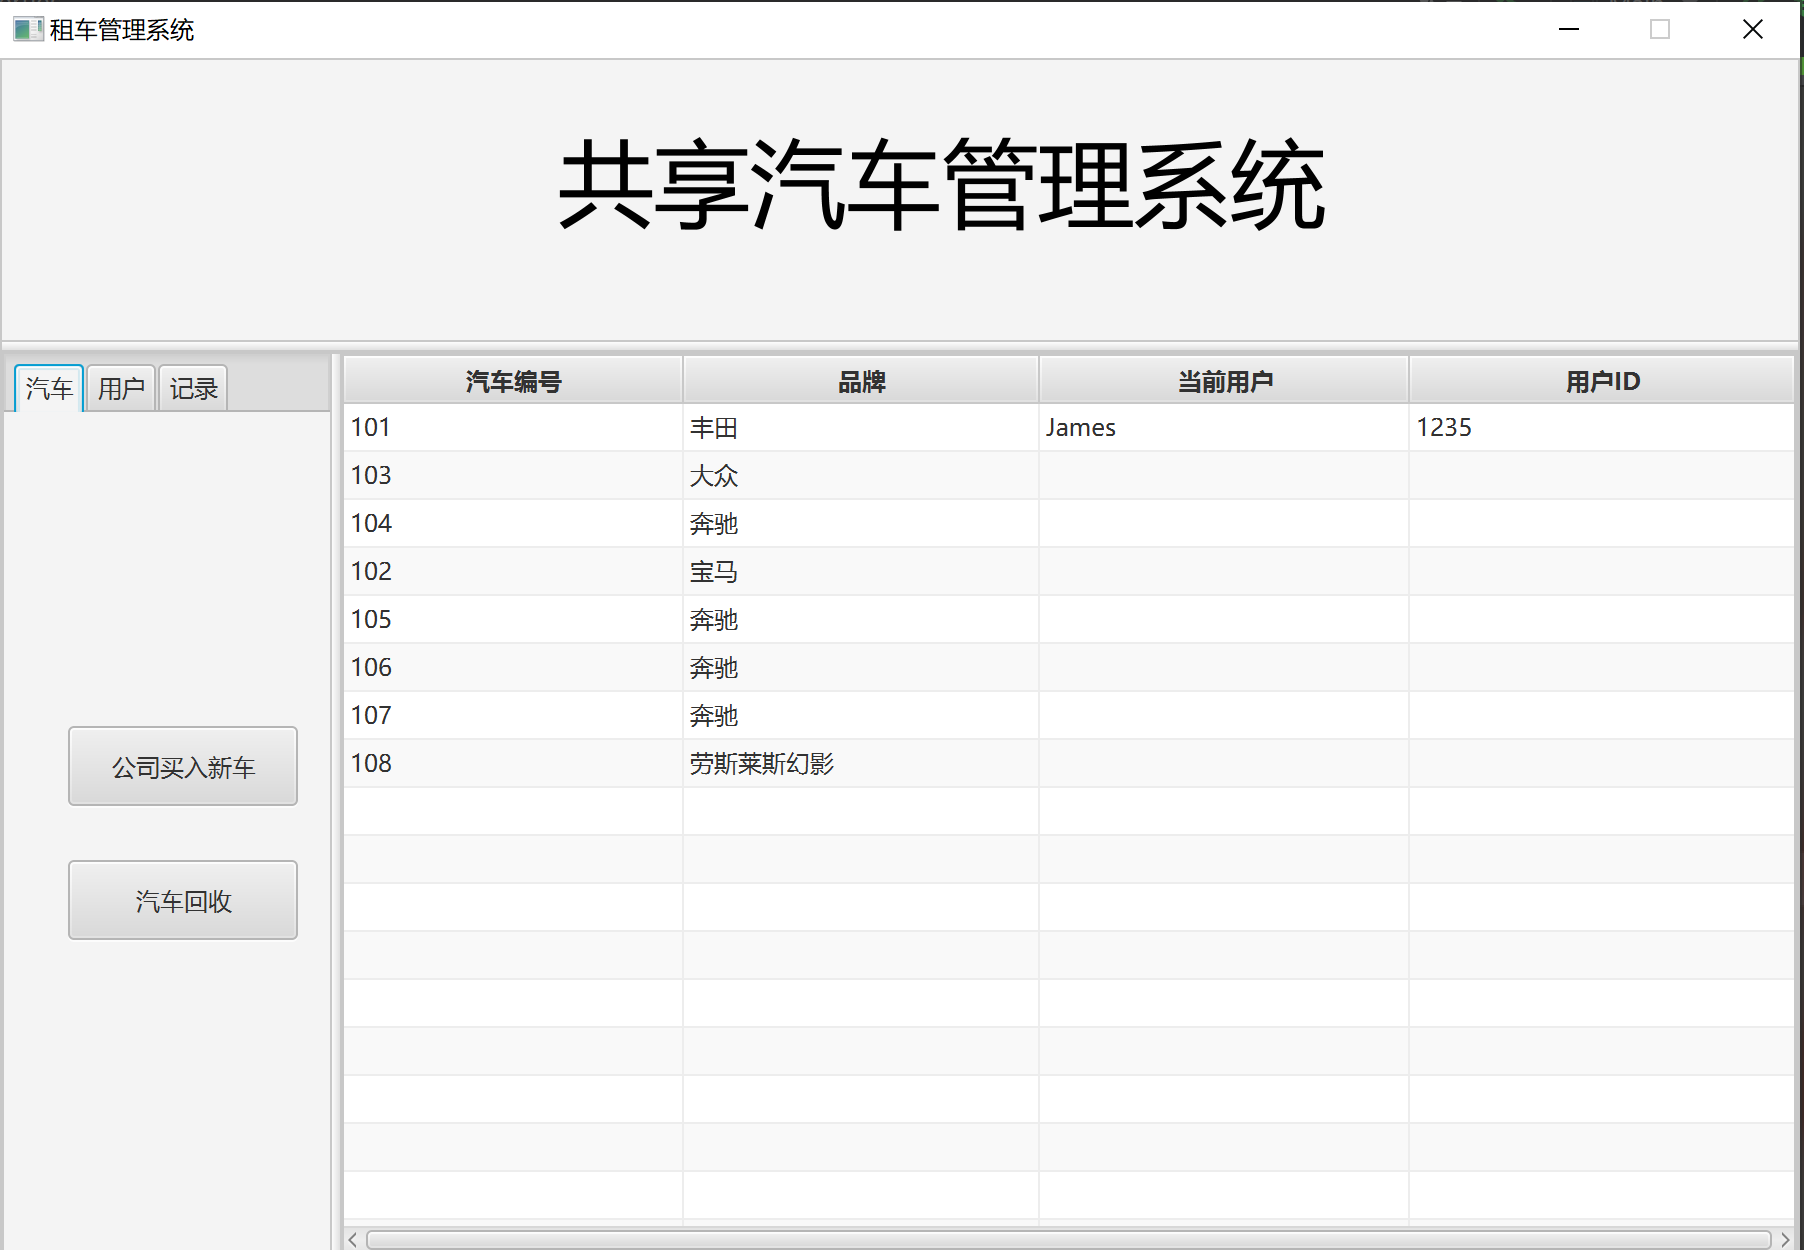 租车管理系统
共享汽车管理系统
汽车 用户 记录
公司买入新车
汽车回收
汽车编号 品牌 当前用户 用户ID
101 丰田 James 1235
103 大众
104 奔驰
102 宝马
105 奔驰
106 奔驰
107 奔驰
108 劳斯莱斯幻影